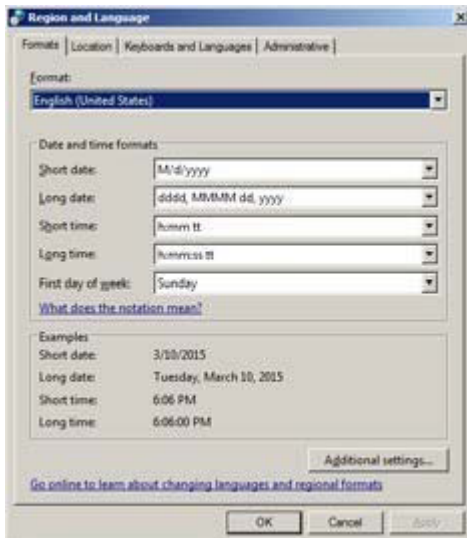 Region and Language
Formats Location Keyboards and Languages Administrative
Format:
English (United States)
Date and time formats
Short date: M/d/yyyy
Long date: dddd, MMMM dd, yyyy
Short time: h:mm tt
Long time: h:mm:ss tt
First day of week: Sunday
What does the notation mean?
Examples
Short date: 3/10/2015
Long date: Tuesday, March 10, 2015
Short time: 6:06 PM
Long time: 6:06:00 PM
Additional settings...
Go online to learn about changing languages and regional formats
OK Cancel Apply